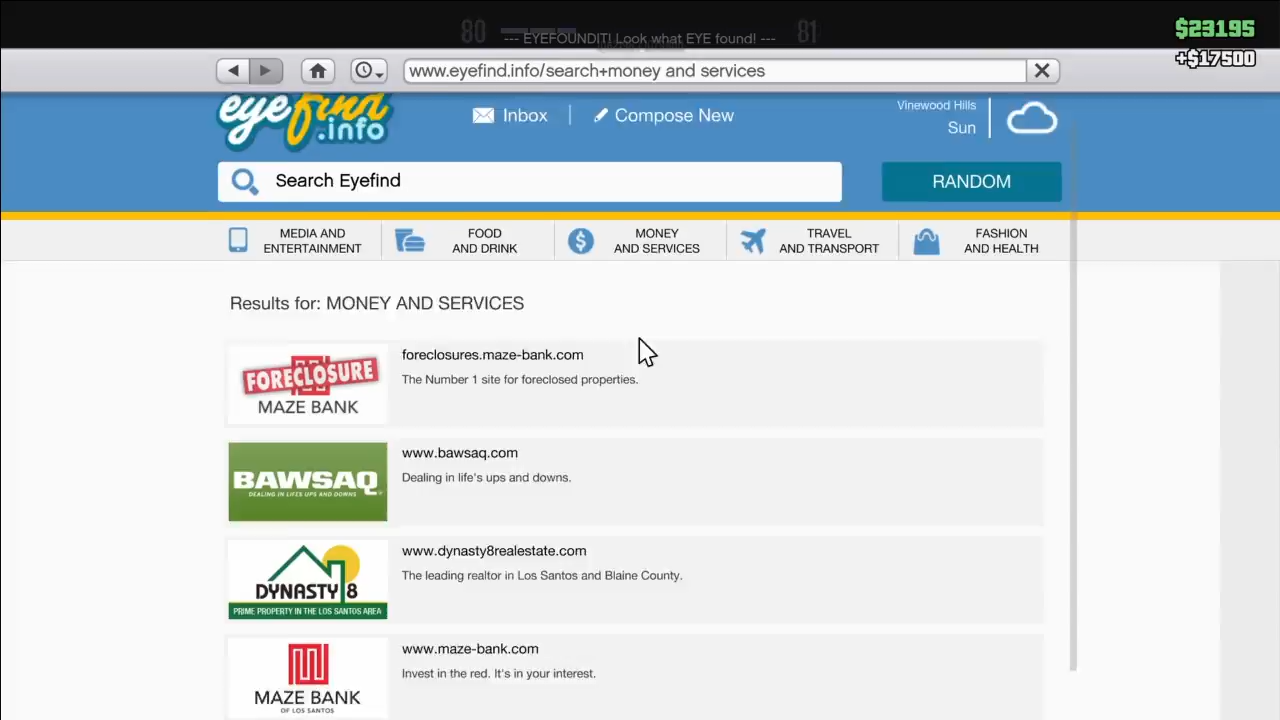 80 81
--- EYEFOUNDIT! Look what EYE found! ---
$23195
+$17500
www.eyefind.info/search+money and services
eyefind.info
Inbox
Compose New
Vinewood Hills
Sun
Search Eyefind
RANDOM
MEDIA AND ENTERTAINMENT
FOOD AND DRINK
MONEY AND SERVICES
TRAVEL AND TRANSPORT
FASHION AND HEALTH
Results for: MONEY AND SERVICES
FORECLOSURE
MAZE BANK
foreclosures.maze-bank.com
The Number 1 site for foreclosed properties.
BAWSAQ
DEALING IN LIFE'S UPS AND DOWNS
www.bawsaq.com
Dealing in life's ups and downs.
DYNASTY 8
PRIME PROPERTY IN THE LOS SANTOS AREA
www.dynasty8realestate.com
The leading realtor in Los Santos and Blaine County.
MAZE BANK
OF LOS SANTOS
www.maze-bank.com
Invest in the red. It's in your interest.